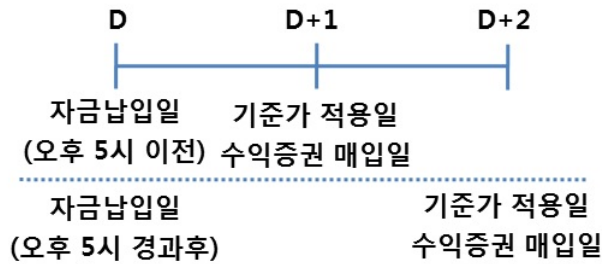 D D+1 D+2
자금납입일 기준가 적용일
(오후 5시 이전) 수익증권 매입일
자금납입일 기준가 적용일
(오후 5시 경과후) 수익증권 매입일